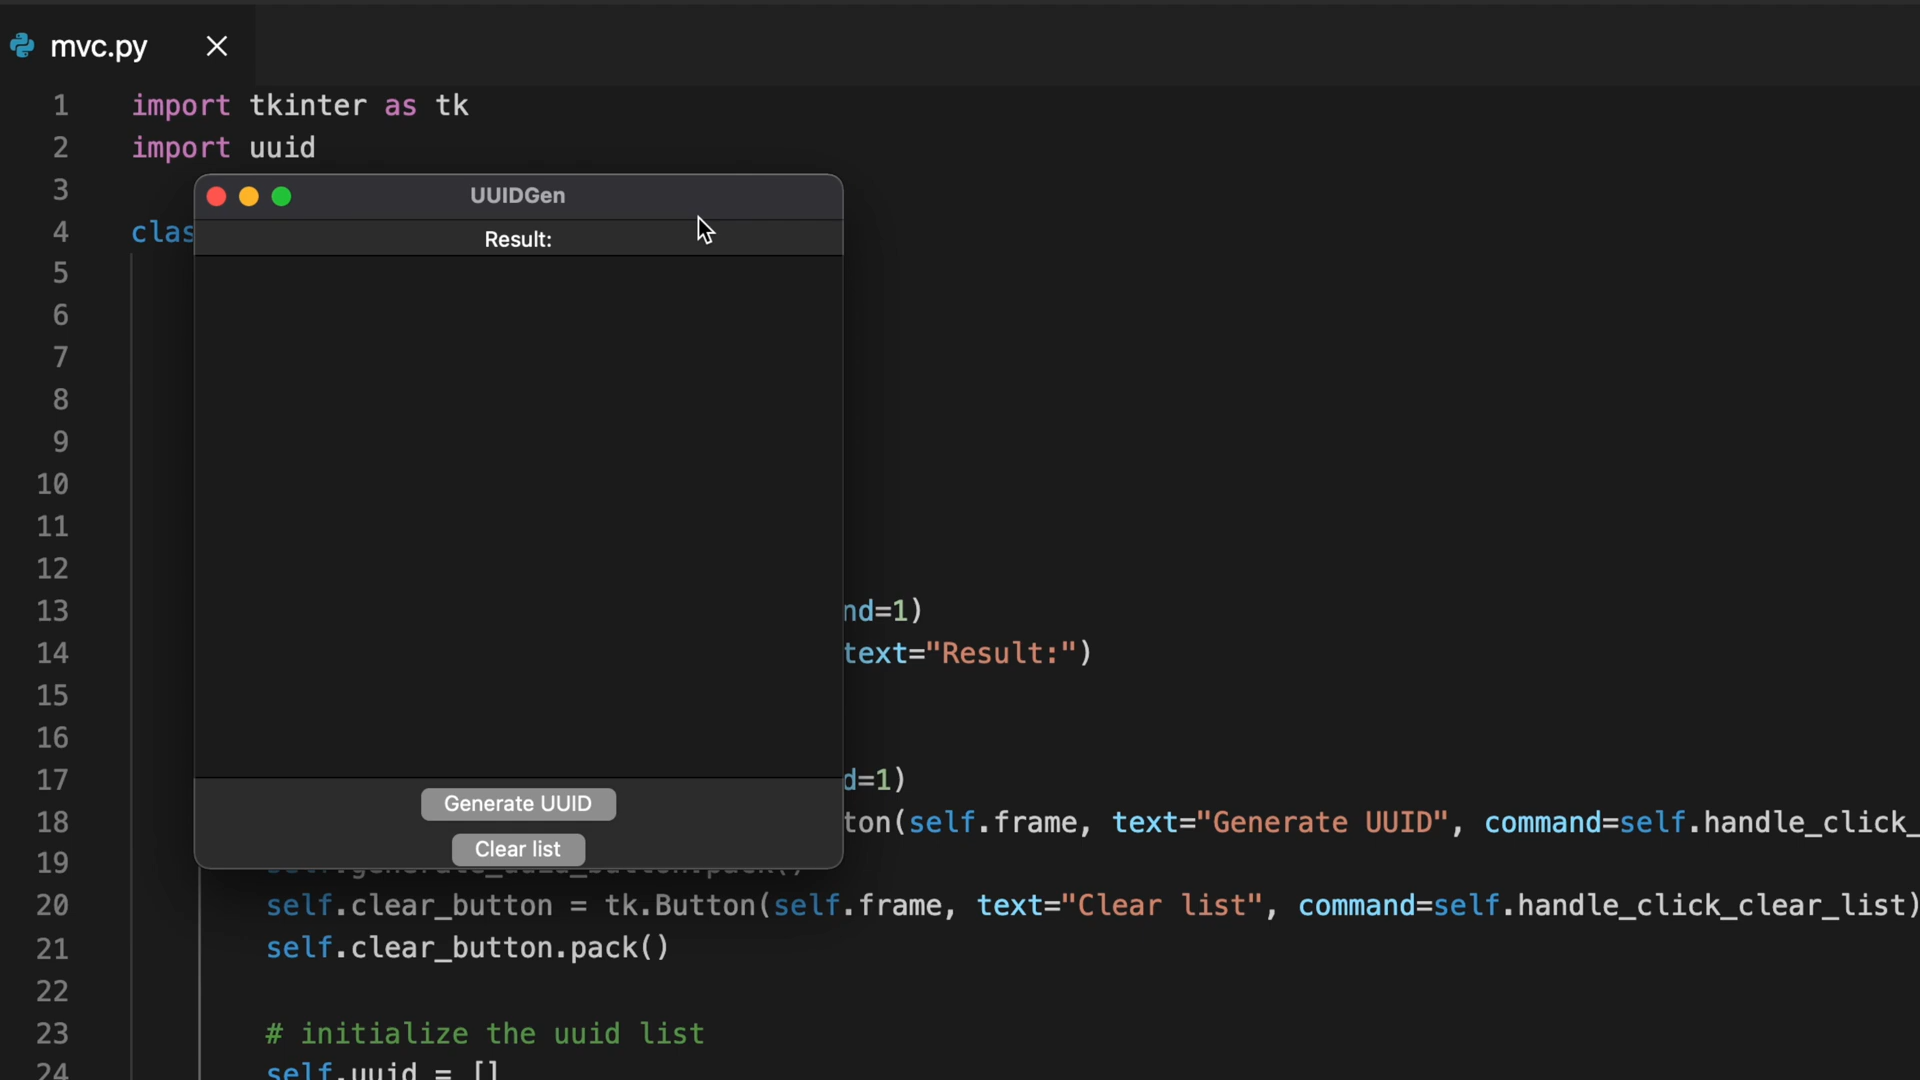 mvc.py
1 import tkinter as tk
2 import uuid
3
4 clas
5
6
7
8
9
10
11
12
13 nd=1)
14 text="Result:")
15
16
17 d=1)
18 ton(self.frame, text="Generate UUID", command=self.handle_click_
19
20 self.clear_button = tk.Button(self.frame, text="Clear list", command=self.handle_click_clear_list)
21 self.clear_button.pack()
22
23 # initialize the uuid list
24 self.uuid = []
UUIDGen
Result:
Generate UUID
Clear list